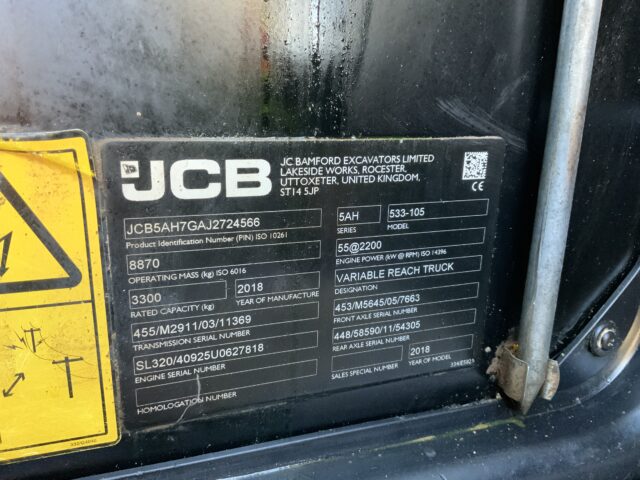 JCB
JC BAMFORD EXCAVATORS LIMITED
LAKESIDE WORKS, ROCESTER,
UTTOXETER, UNITED KINGDOM,
ST14 5JP
CE
JCB5AH7GAJ2724566
Product Identification Number (PIN) ISO 10261
8870
OPERATING MASS (kg) ISO 6016
3300
RATED CAPACITY (kg)
2018
YEAR OF MANUFACTURE
455/M2911/03/11369
TRANSMISSION SERIAL NUMBER
SL320/40925U0627818
ENGINE SERIAL NUMBER
HOMOLOGATION NUMBER
5AH
SERIES
533-105
MODEL
55@2200
ENGINE POWER (kW @ RPM) ISO 14396
VARIABLE REACH TRUCK
DESIGNATION
453/M5645/05/7663
FRONT AXLE SERIAL NUMBER
448/58590/11/54305
REAR AXLE SERIAL NUMBER
SALES SPECIAL NUMBER
2018
YEAR OF MODEL